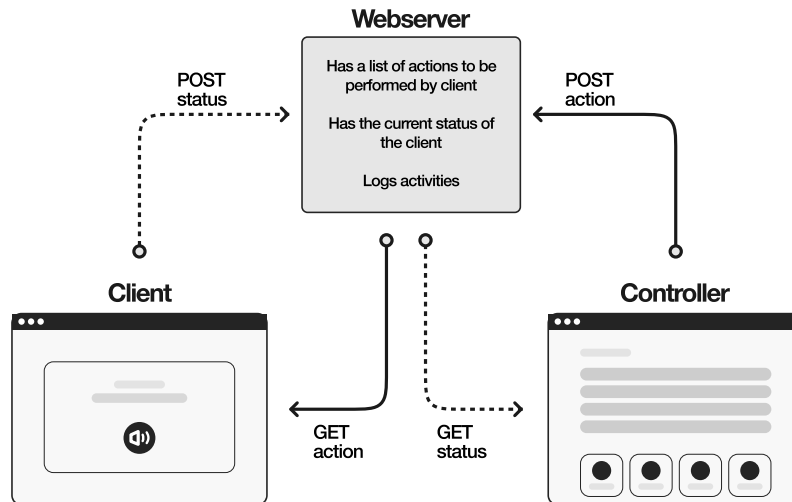 Webserver
Has a list of actions to be
performed by client
Has the current status of
the client
Logs activities
POST
status
POST
action
Client
Controller
GET
action
GET
status